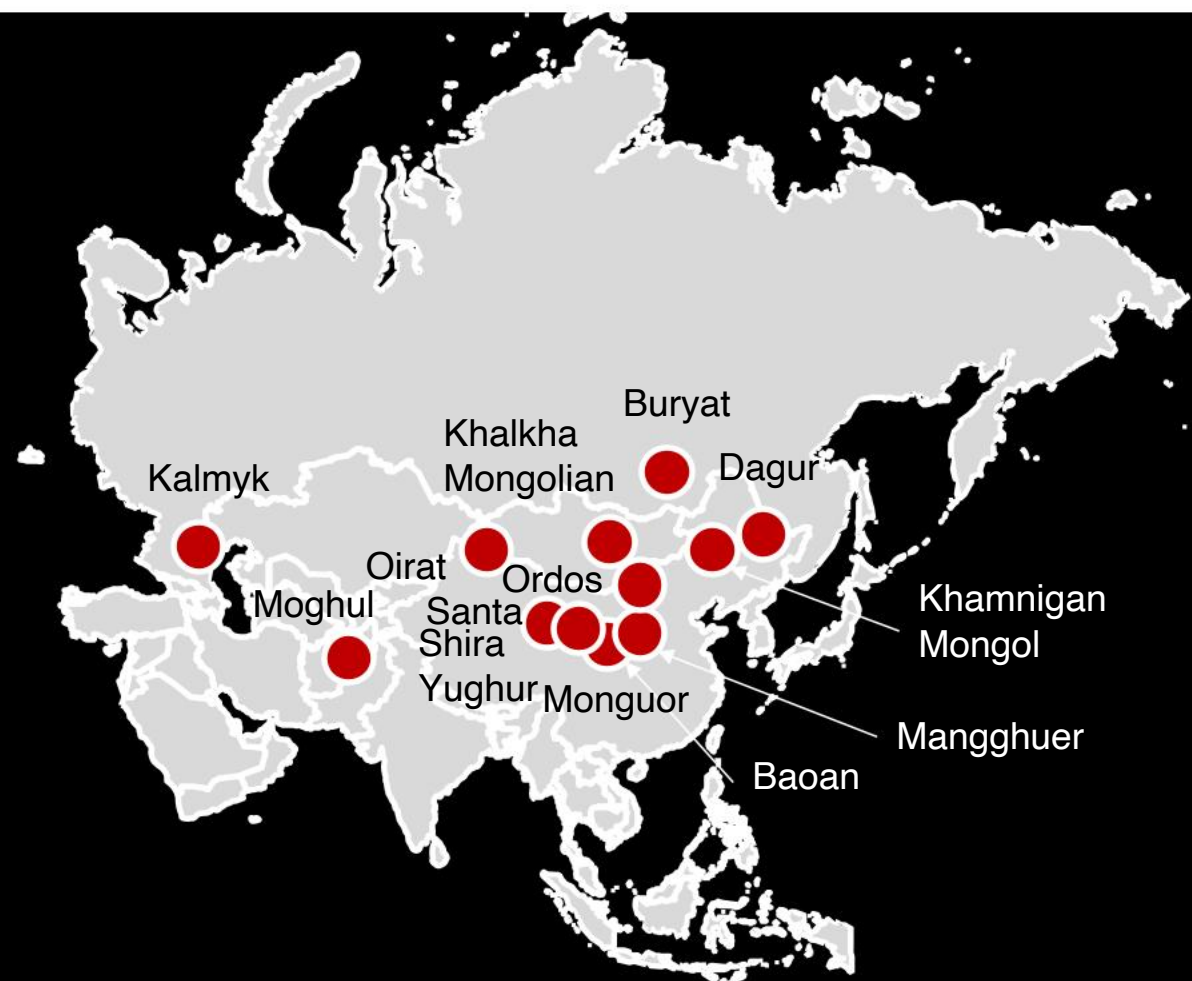 Buryat
Khalkha
Mongolian
Dagur
Kalmyk
Oirat
Ordos
Moghul
Santa
Shira
Yughur
Monguor
Khamnigan
Mongol
Mangghuer
Baoan